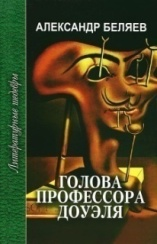 АЛЕКСАНДР БЕЛЯЕВ
Литературные шедевры
ГОЛОВА
ПРОФЕССОРА
ДОУЭЛЯ